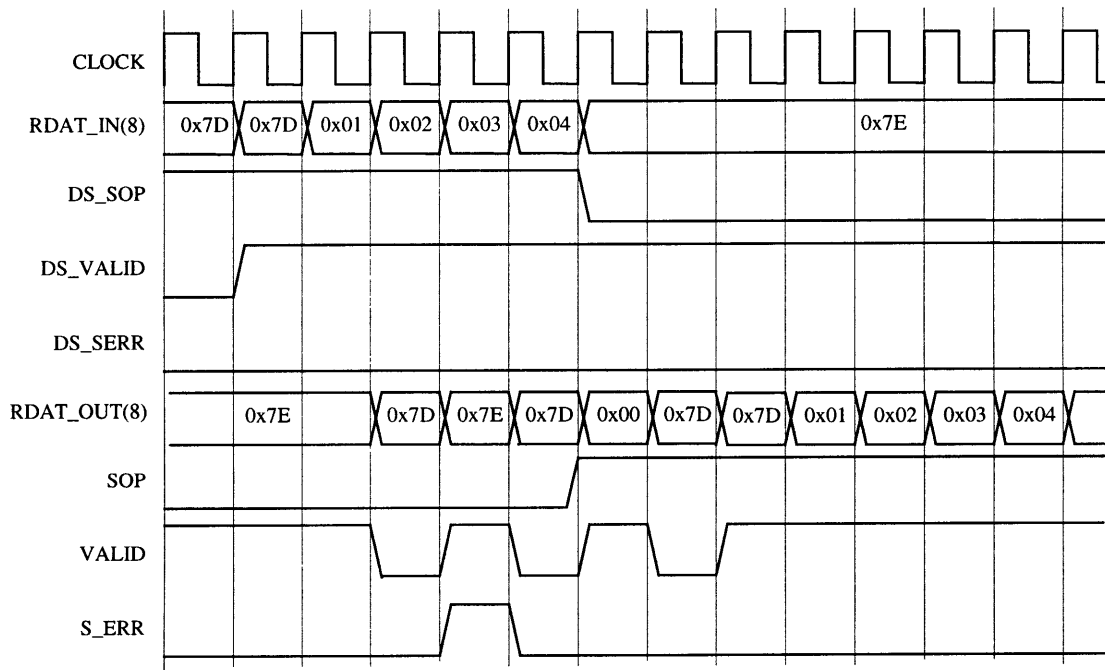 CLOCK
RDAT_IN(8) 0x7D 0x7D 0x01 0x02 0x03 0x04 0x7E
DS_SOP
DS_VALID
DS_SERR
RDAT_OUT(8) 0x7E 0x7D 0x7E 0x7D 0x00 0x7D 0x7D 0x01 0x02 0x03 0x04
SOP
VALID
S_ERR